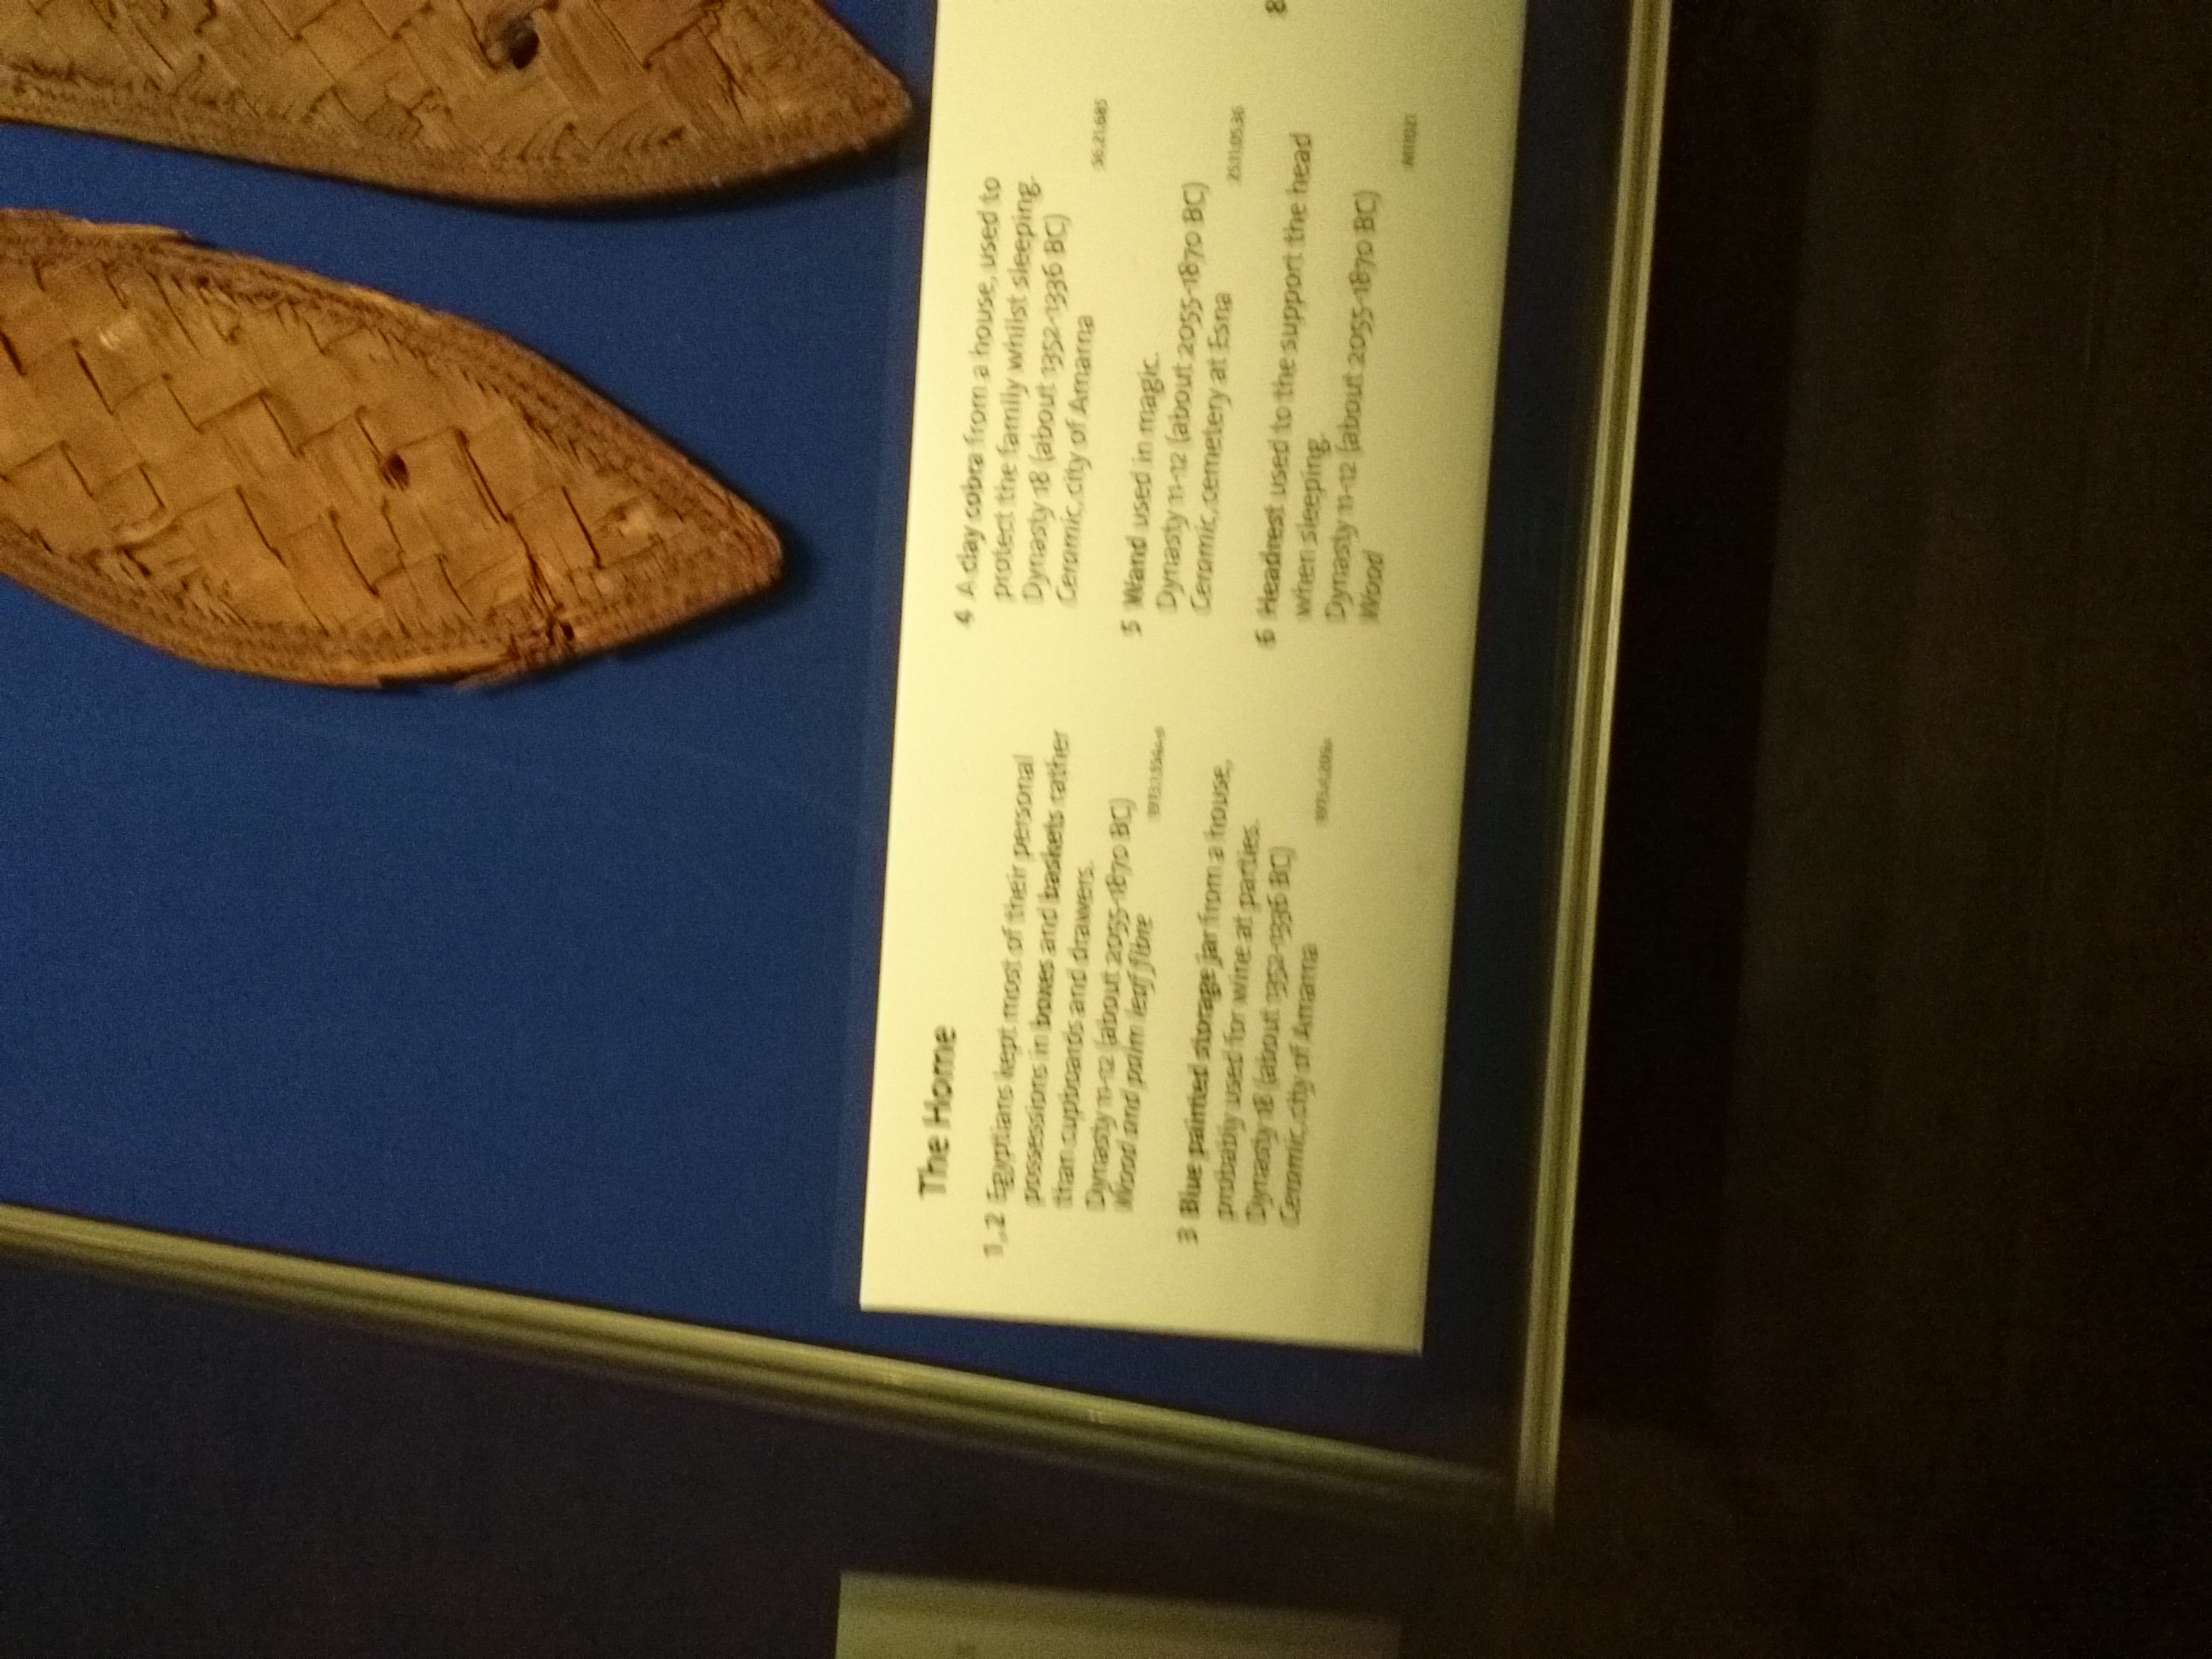 The Home
1, 2 Egyptians kept most of their personal
possessions in boxes and baskets rather
than cupboards and drawers.
Dynasty 11-12 (about 2055-1870 BC)
Wood and palm leaf fibre
3 Blue painted storage jar from a house,
probably used for wine at parties.
Dynasty 18 (about 1352-1336 BC)
Ceramic, city of Amarna
4 A clay cobra from a house, used to
protect the family whilst sleeping.
Dynasty 18 (about 1352-1336 BC)
Ceramic, city of Amarna
56.21.685
5 Wand used in magic.
Dynasty 11-12 (about 2055-1870 BC)
Ceramic, cemetery at Esna
25.11.05.36
6 Headrest used to the support the head
when sleeping.
Dynasty 11-12 (about 2055-1870 BC)
Wood
M11021
8